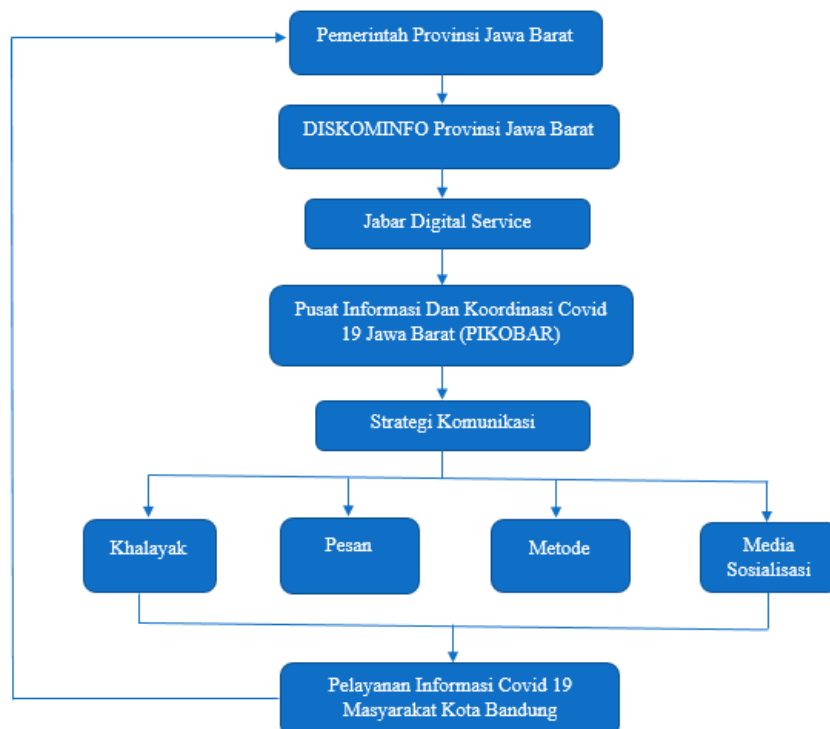 Pemerintah Provinsi Jawa Barat
DISKOMINFO Provinsi Jawa Barat
Jabar Digital Service
Pusat Informasi Dan Koordinasi Covid
19 Jawa Barat (PIKOBAR)
Strategi Komunikasi
Khalayak
Pesan
Metode
Media
Sosialisasi
Pelayanan Informasi Covid 19
Masyarakat Kota Bandung